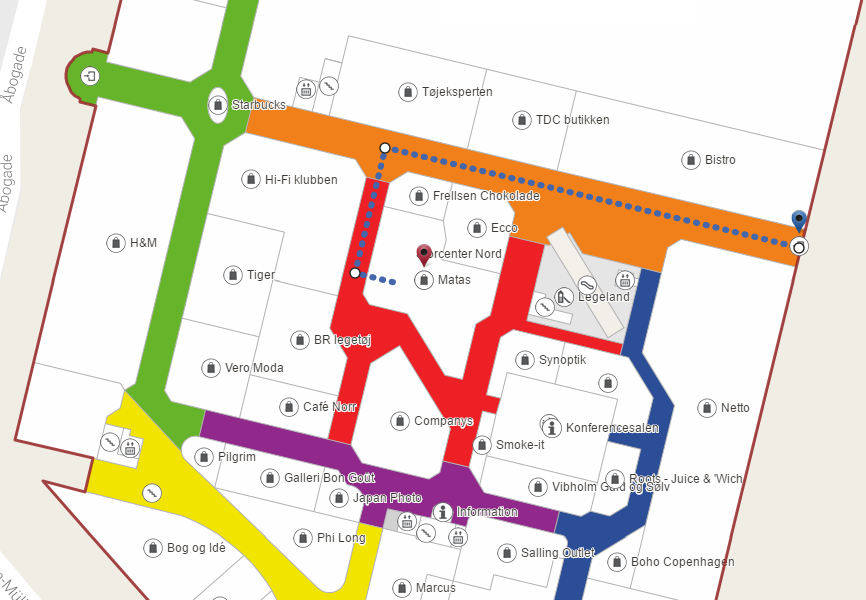 Åbogade
Tøjeksperten
Starbucks
TDC butikken
Bistro
Åbogade
Hi-Fi klubben
Frellsen Chokolade
Ecco
H&M
orcenter Nord
Tiger
Matas
Legeland
BR legetøj
Synoptik
Vero Moda
Café Norr
Netto
Companys
Konferencesalen
Smoke-it
Pilgrim
Galleri Bon Goût
Roots - Juice & 'Wich
Vibholm Guld og Sølv
Japan Photo
Information
Phi Long
Bog og Idé
Salling Outlet
Boho Copenhagen
Marcus